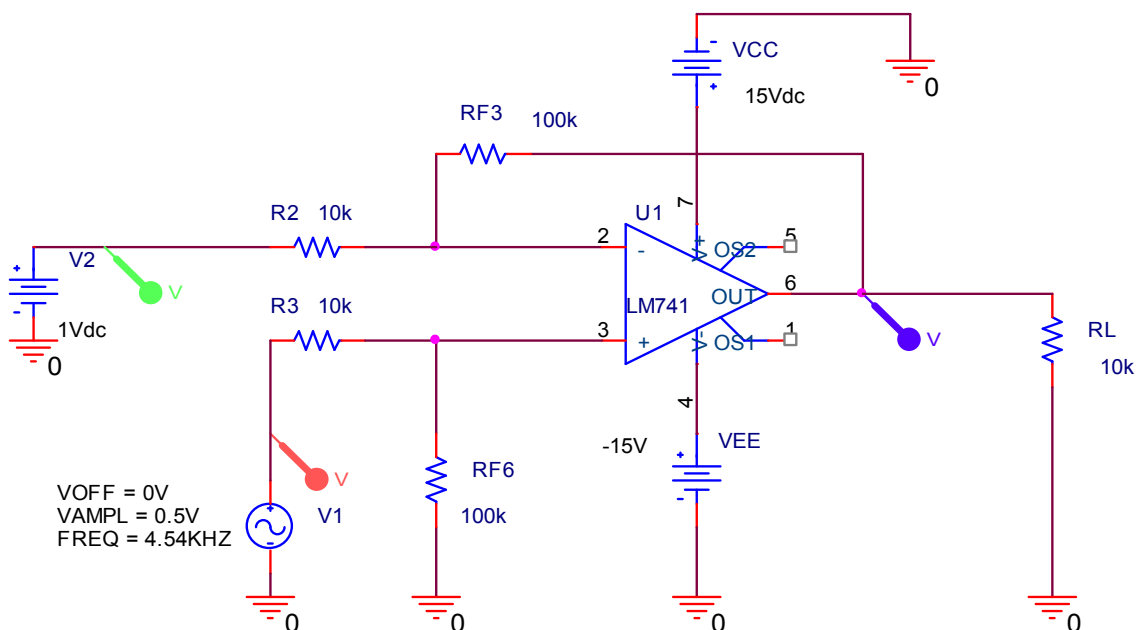 VCC
15Vdc
0
RF3
100k
R2 10k
U1
7
2
-
V+
OS2
5
V2
V
1Vdc
0
LM741
OUT
6
R3 10k
3
+
V-
OS1
1
V
RL
10k
V
4
-15V
VEE
RF6
100k
VOFF = 0V
VAMPL = 0.5V
FREQ = 4.54KHZ
V1
0
0
0
0